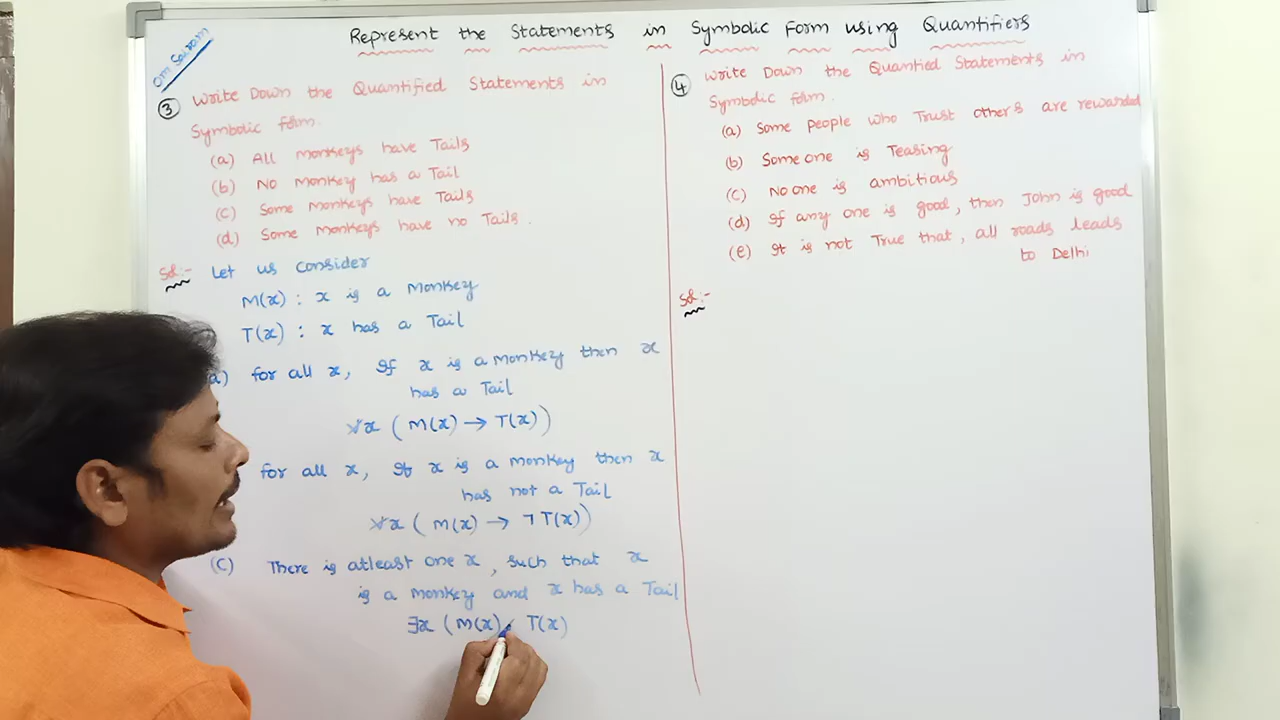 Represent the Statements in Symbolic Form using Quantifiers
Om Sairam
③ Write Down the Quantified Statements in
Symbolic form.
(a) All monkeys have Tails
(b) No monkey has a Tail
(c) Some monkeys have Tails
(d) Some monkeys have no Tails.
Sol:- Let us consider
M(x) : x is a monkey
T(x) : x has a Tail
a) for all x, If x is a monkey then x
has a Tail
∀x (M(x) → T(x))
for all x, If x is a monkey then x
has not a Tail
∀x (M(x) → ¬T(x))
(C) There is atleast one x, such that x
is a monkey and x has a Tail
∃x (M(x) T(x)
④ Write Down the Quantied Statements in
Symbolic form.
(a) Some people who Trust others are rewarded
(b) Some one is Teasing
(c) No one is ambitious
(d) If any one is good, then John is good
(e) It is not True that, all roads leads
to Delhi
Sol:-